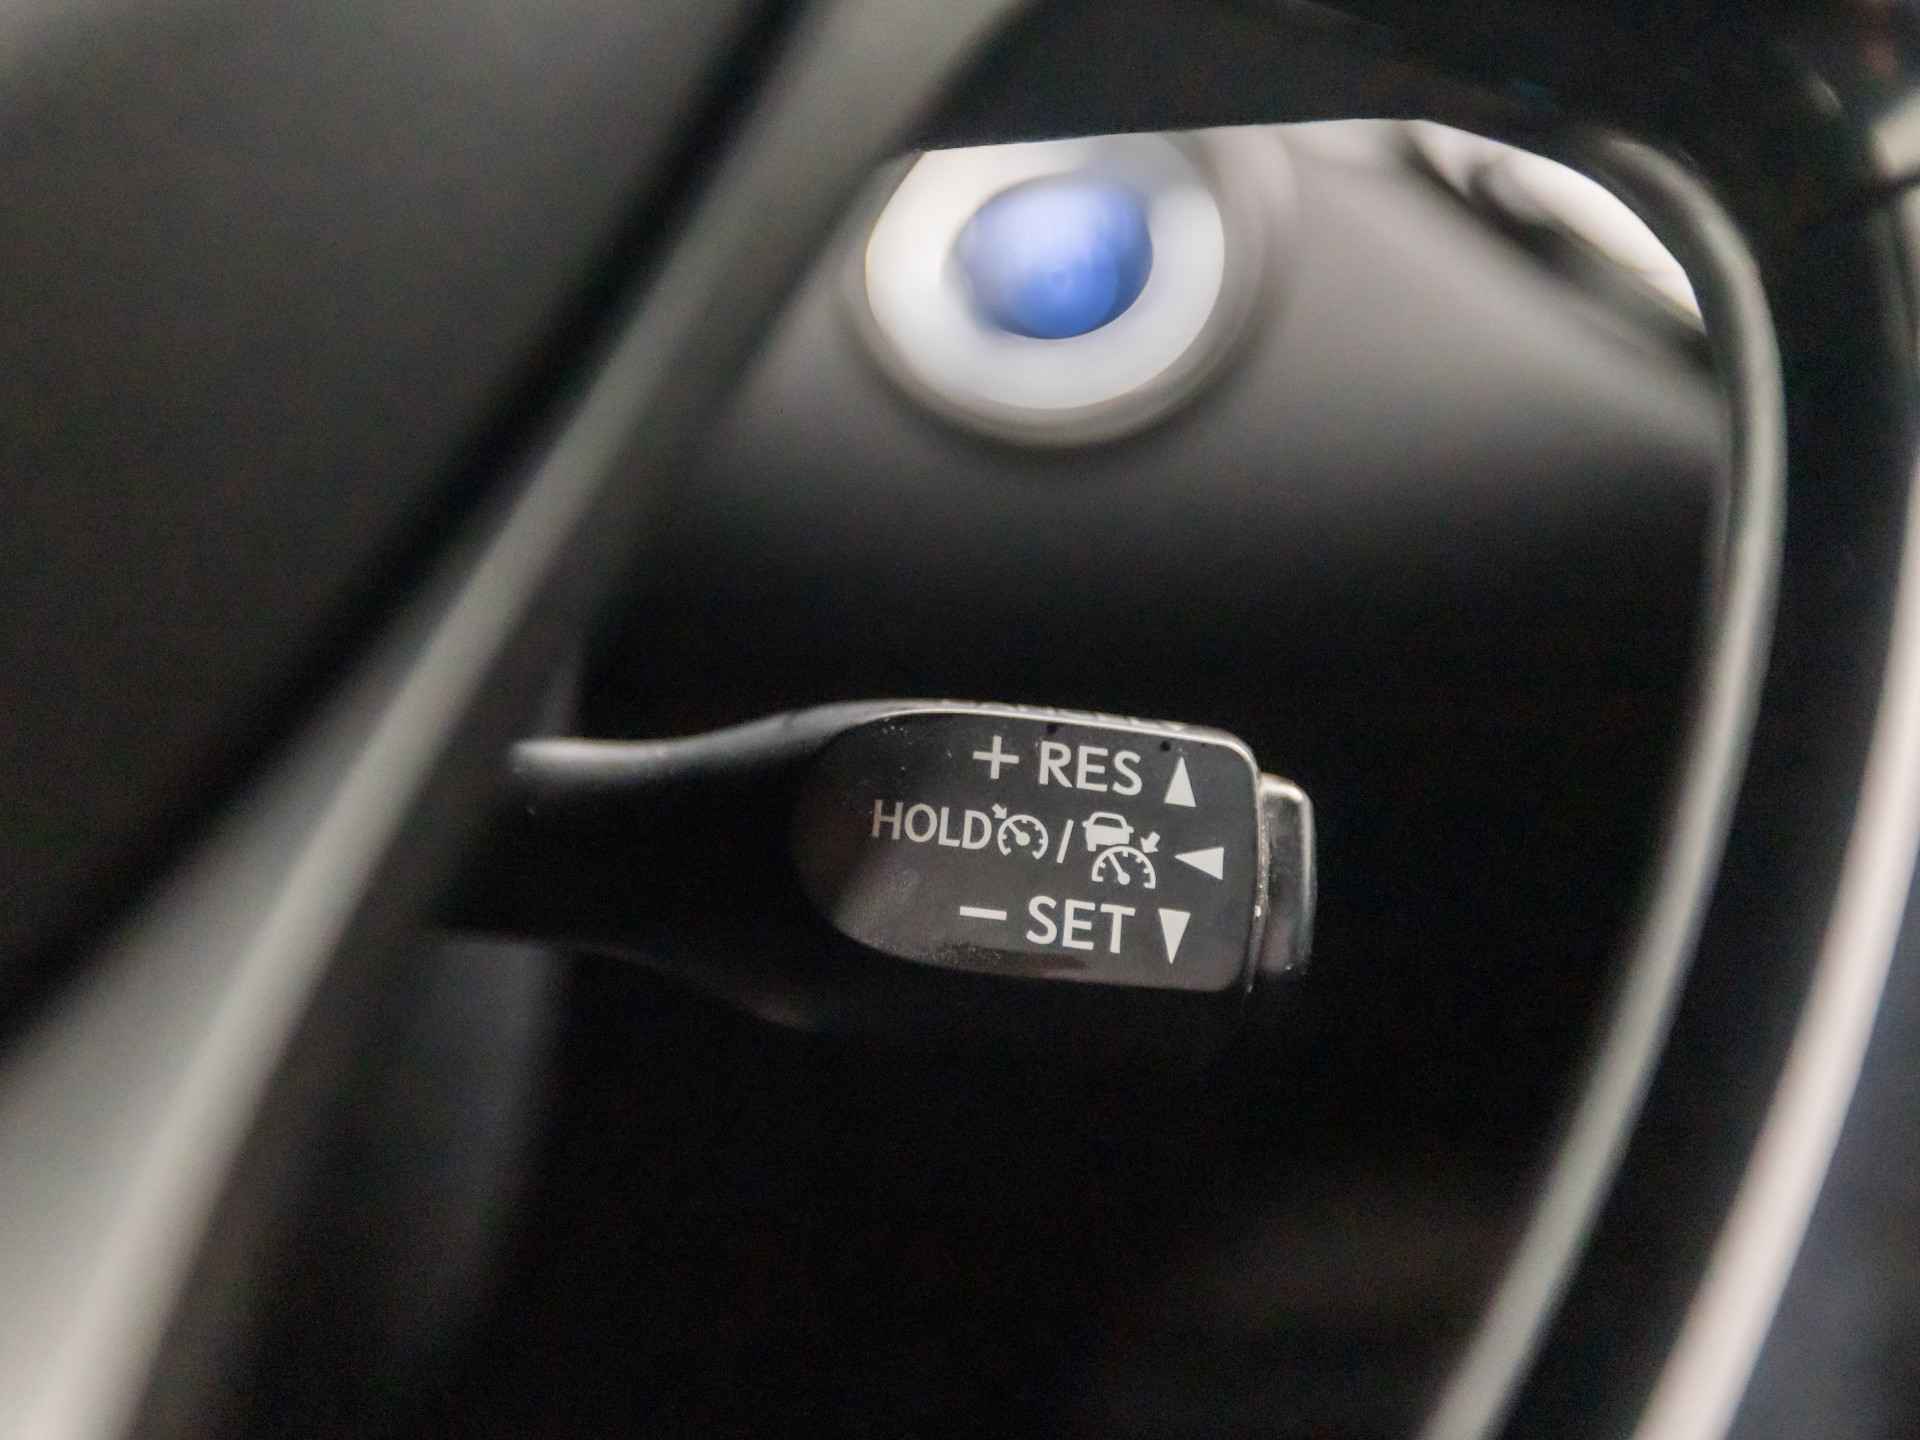 + RES ▲
HOLD / ◀
− SET ▼